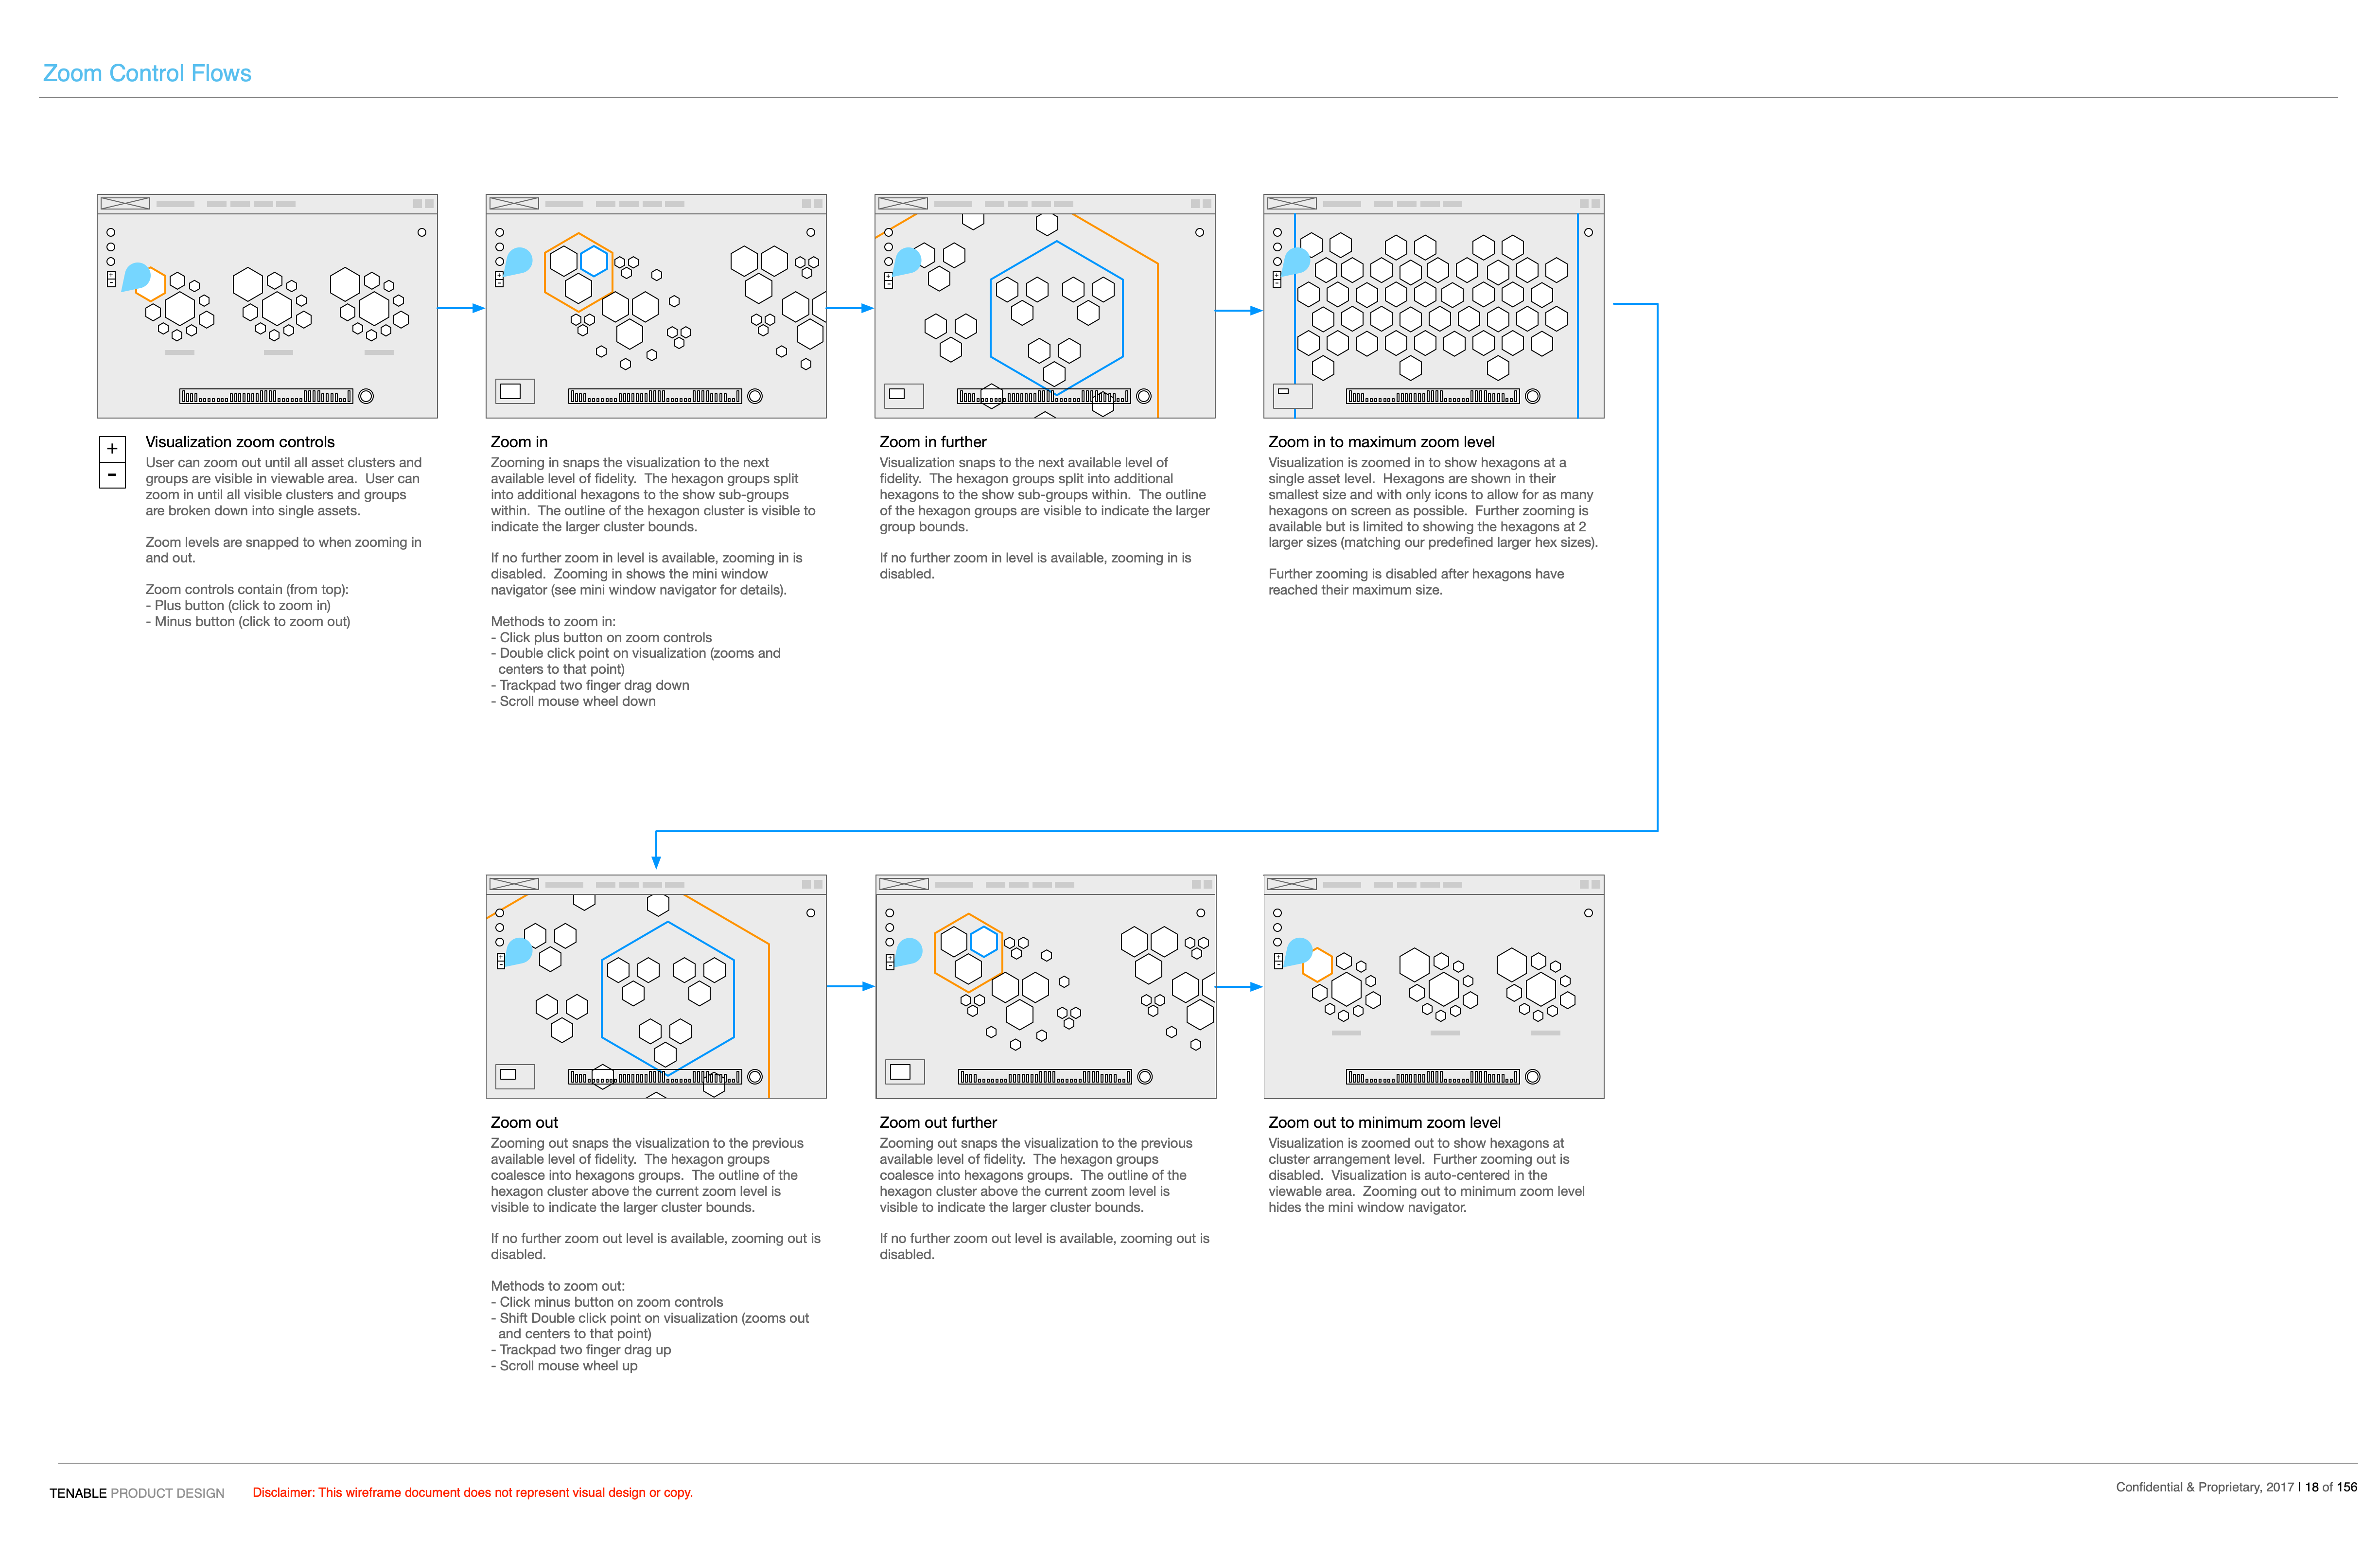 Zoom Control Flows
+
-
Visualization zoom controls
User can zoom out until all asset clusters and
groups are visible in viewable area.  User can
zoom in until all visible clusters and groups
are broken down into single assets.
Zoom levels are snapped to when zooming in
and out.
Zoom controls contain (from top):
- Plus button (click to zoom in)
- Minus button (click to zoom out)
Zoom in
Zooming in snaps the visualization to the next
available level of fidelity.  The hexagon groups split
into additional hexagons to the show sub-groups
within.  The outline of the hexagon cluster is visible to
indicate the larger cluster bounds.
If no further zoom in level is available, zooming in is
disabled.  Zooming in shows the mini window
navigator (see mini window navigator for details).
Methods to zoom in:
- Click plus button on zoom controls
- Double click point on visualization (zooms and
centers to that point)
- Trackpad two finger drag down
- Scroll mouse wheel down
Zoom in further
Visualization snaps to the next available level of
fidelity.  The hexagon groups split into additional
hexagons to the show sub-groups within.  The outline
of the hexagon groups are visible to indicate the larger
group bounds.
If no further zoom in level is available, zooming in is
disabled.
Zoom in to maximum zoom level
Visualization is zoomed in to show hexagons at a
single asset level.  Hexagons are shown in their
smallest size and with only icons to allow for as many
hexagons on screen as possible.  Further zooming is
available but is limited to showing the hexagons at 2
larger sizes (matching our predefined larger hex sizes).
Further zooming is disabled after hexagons have
reached their maximum size.
Zoom out
Zooming out snaps the visualization to the previous
available level of fidelity.  The hexagon groups
coalesce into hexagons groups.  The outline of the
hexagon cluster above the current zoom level is
visible to indicate the larger cluster bounds.
If no further zoom out level is available, zooming out is
disabled.
Methods to zoom out:
- Click minus button on zoom controls
- Shift Double click point on visualization (zooms out
and centers to that point)
- Trackpad two finger drag up
- Scroll mouse wheel up
Zoom out further
Zooming out snaps the visualization to the previous
available level of fidelity.  The hexagon groups
coalesce into hexagons groups.  The outline of the
hexagon cluster above the current zoom level is
visible to indicate the larger cluster bounds.
If no further zoom out level is available, zooming out is
disabled.
Zoom out to minimum zoom level
Visualization is zoomed out to show hexagons at
cluster arrangement level.  Further zooming out is
disabled.  Visualization is auto-centered in the
viewable area.  Zooming out to minimum zoom level
hides the mini window navigator.
TENABLE PRODUCT DESIGN
Disclaimer: This wireframe document does not represent visual design or copy.
Confidential & Proprietary, 2017 | 18 of 156